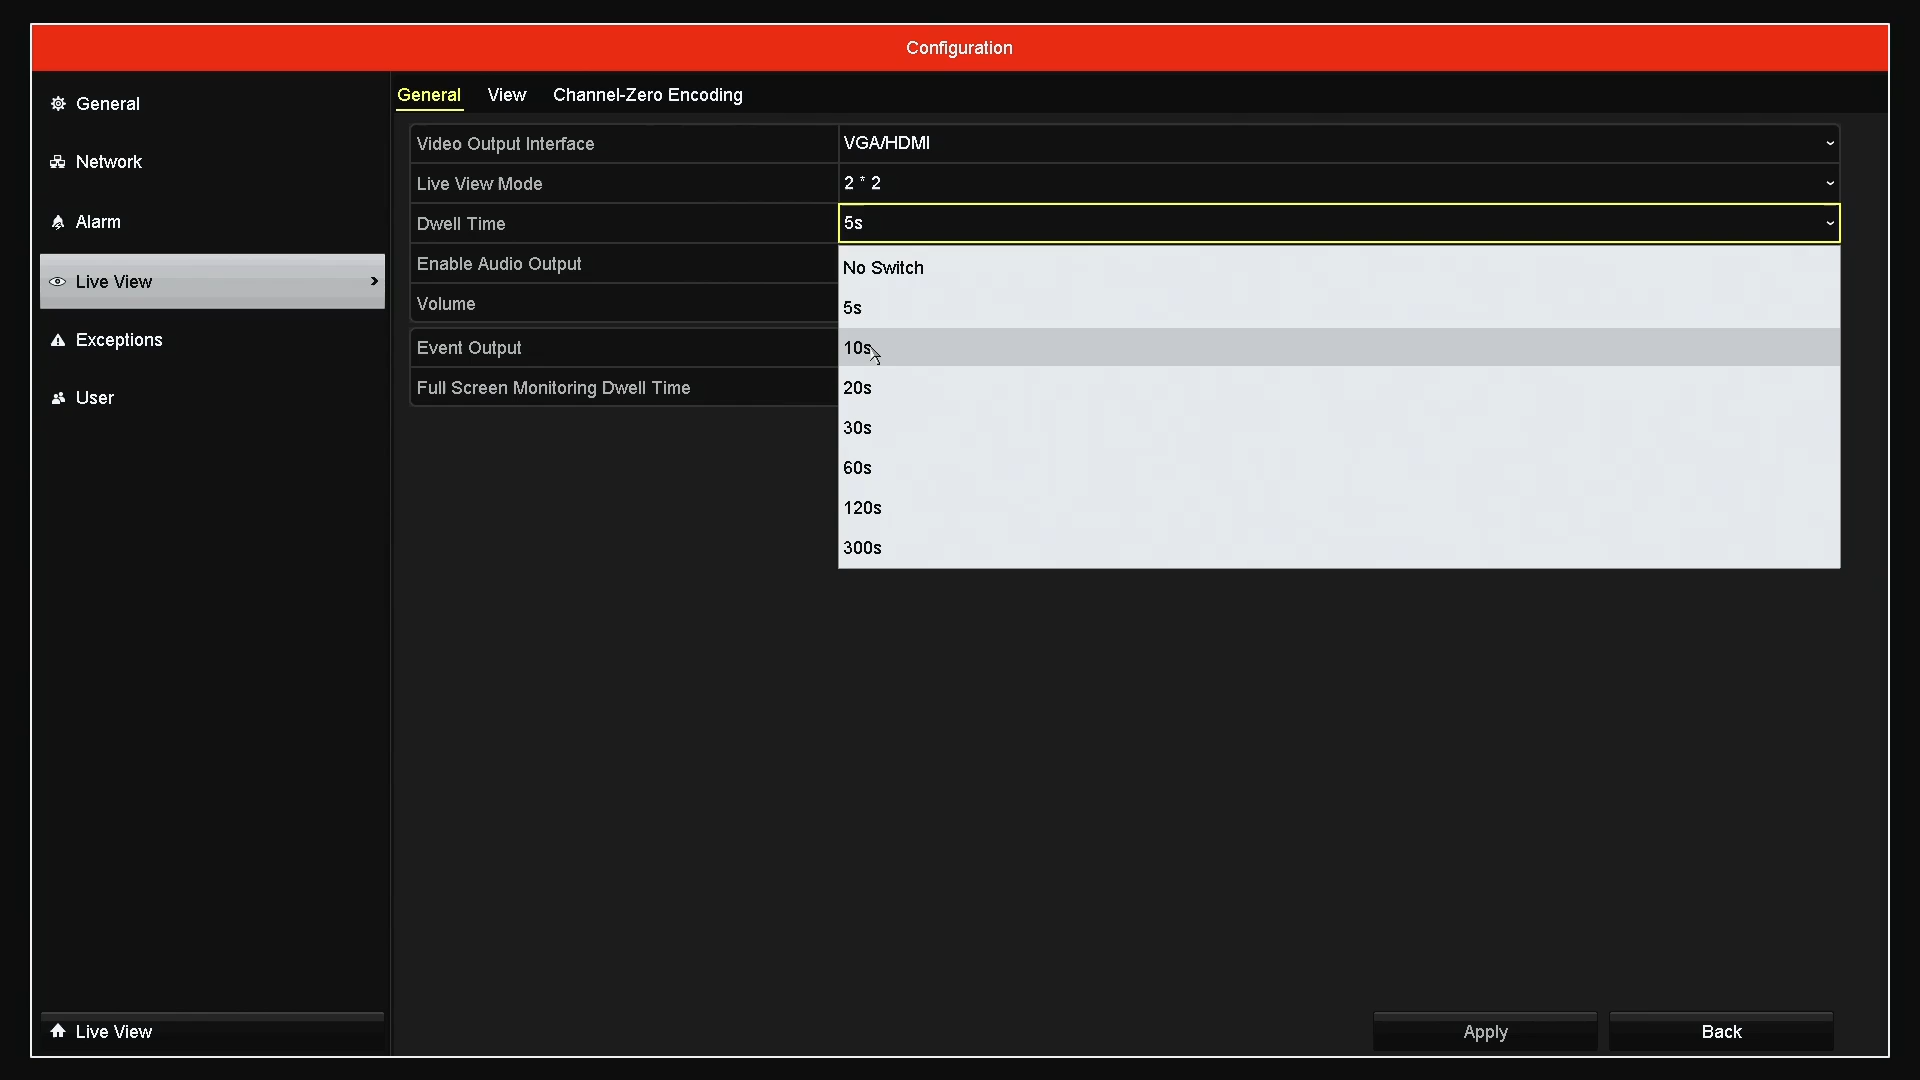 Configuration
General
Network
Alarm
Live View
Exceptions
User
General View Channel-Zero Encoding
Video Output Interface VGA/HDMI
Live View Mode 2 * 2
Dwell Time 5s
Enable Audio Output
Volume
Event Output
Full Screen Monitoring Dwell Time
No Switch
5s
10s
20s
30s
60s
120s
300s
Live View
Apply Back